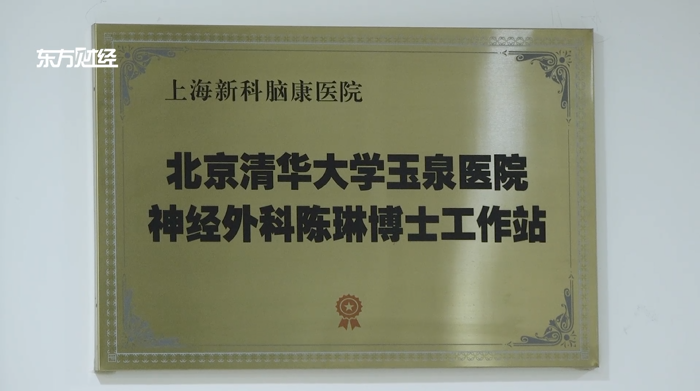 东方财经
上海新科脑康医院
北京清华大学玉泉医院
神经外科陈琳博士工作站